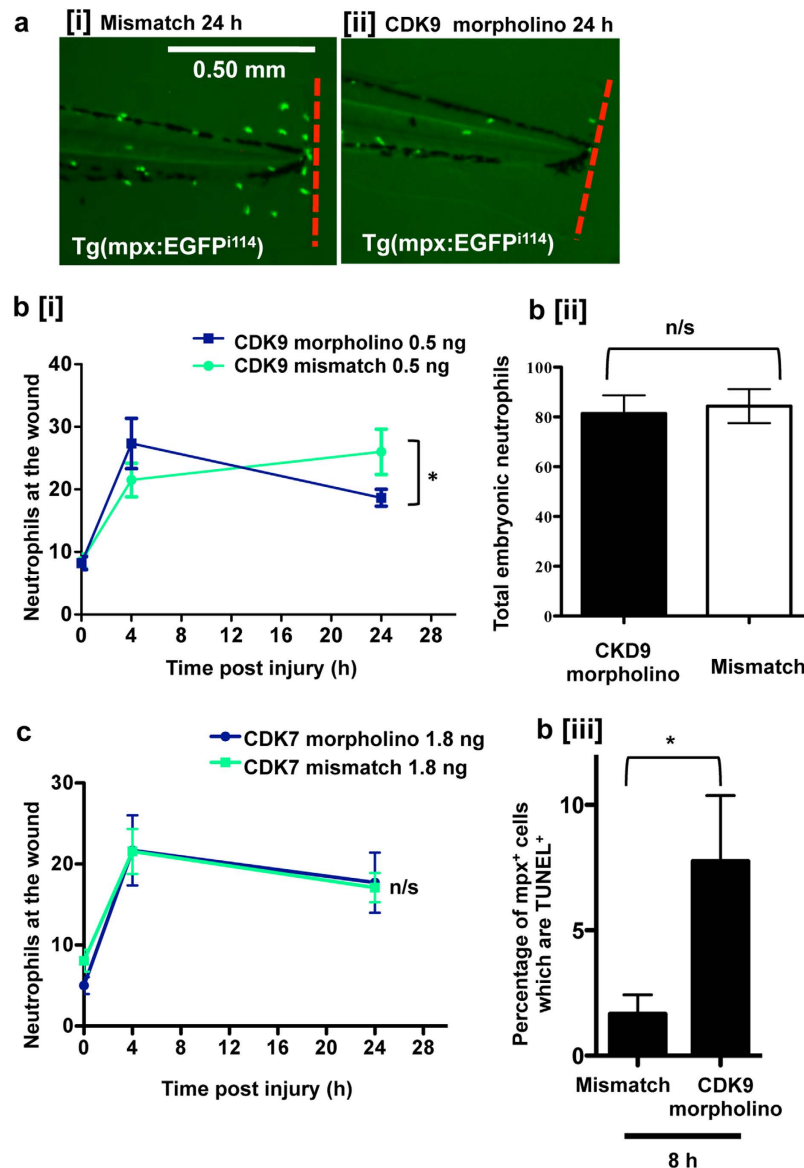 a
[i] Mismatch 24 h
0.50 mm
Tg(mpx:EGFPⁱ¹¹⁴)
[ii] CDK9 morpholino 24 h
Tg(mpx:EGFPⁱ¹¹⁴)
b [i]
CDK9 morpholino 0.5 ng
CDK9 mismatch 0.5 ng
Neutrophils at the wound
40
30
20
10
0
*
0 4 8 12 16 20 24 28
Time post injury (h)
b [ii]
n/s
Total embryonic neutrophils
100
80
60
40
20
0
CKD9
morpholino
Mismatch
c
CDK7 morpholino 1.8 ng
CDK7 mismatch 1.8 ng
Neutrophils at the wound
40
30
20
10
0
n/s
0 4 8 12 16 20 24 28
Time post injury (h)
b [iii]
*
Percentage of mpx⁺ cells
which are TUNEL⁺
10
5
0
Mismatch
CDK9
morpholino
8 h